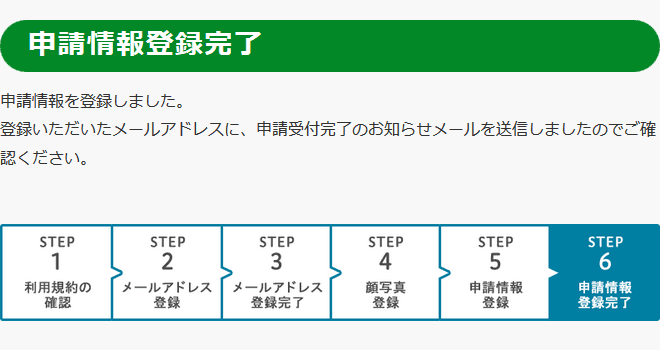 申請情報登録完了
申請情報を登録しました。
登録いただいたメールアドレスに、申請受付完了のお知らせメールを送信しましたのでご確
認ください。
STEP
1
利用規約の
確認
STEP
2
メールアドレス
登録
STEP
3
メールアドレス
登録完了
STEP
4
顔写真
登録
STEP
5
申請情報
登録
STEP
6
申請情報
登録完了